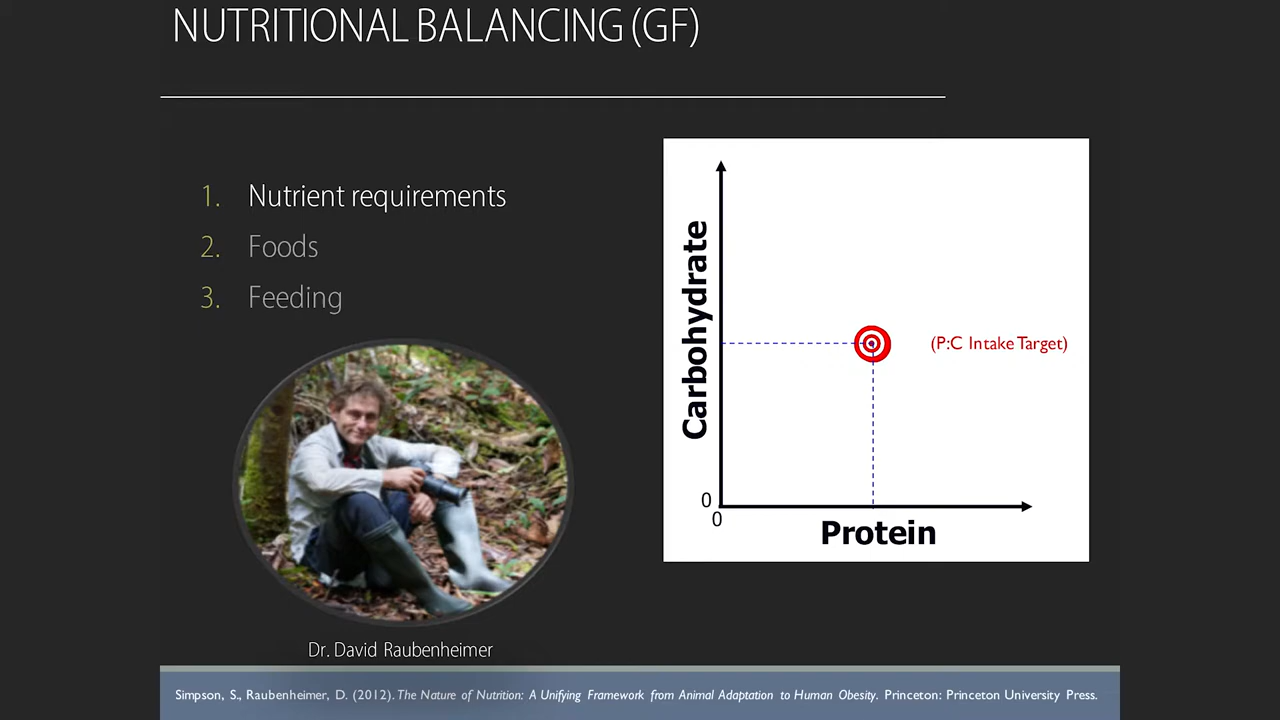 NUTRITIONAL BALANCING (GF)
1. Nutrient requirements
2. Foods
3. Feeding
Carbohydrate
(P:C Intake Target)
0
0
Protein
Dr. David Raubenheimer
Simpson, S., Raubenheimer, D. (2012). The Nature of Nutrition: A Unifying Framework from Animal Adaptation to Human Obesity. Princeton: Princeton University Press.